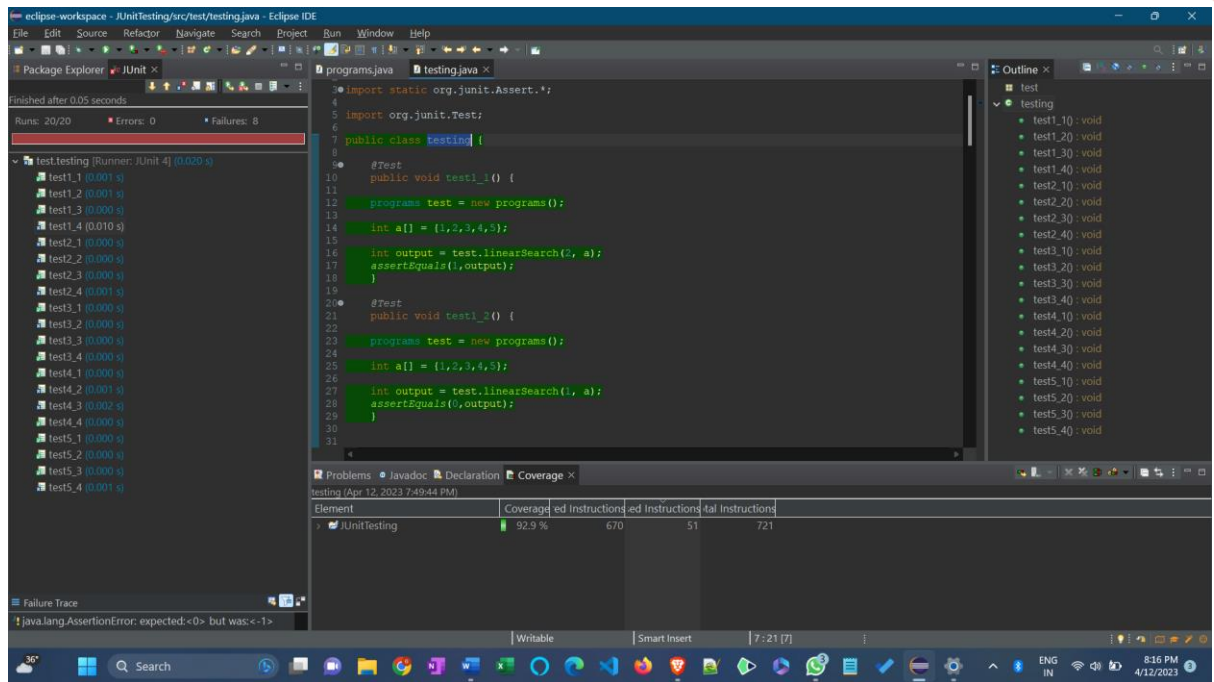 eclipse-workspace - JUnitTesting/src/test/testing.java - Eclipse IDE
File Edit Source Refactor Navigate Search Project Run Window Help
Package Explorer JUnit
Finished after 0.05 seconds
Runs: 20/20 Errors: 0 Failures: 8
test.testing [Runner: JUnit 4] (0.020 s)
test1_1 (0.001 s)
test1_2 (0.001 s)
test1_3 (0.000 s)
test1_4 (0.010 s)
test2_1 (0.000 s)
test2_2 (0.000 s)
test2_3 (0.000 s)
test2_4 (0.001 s)
test3_1 (0.000 s)
test3_2 (0.000 s)
test3_3 (0.000 s)
test3_4 (0.000 s)
test4_1 (0.000 s)
test4_2 (0.001 s)
test4_3 (0.002 s)
test4_4 (0.000 s)
test5_1 (0.000 s)
test5_2 (0.000 s)
test5_3 (0.000 s)
test5_4 (0.001 s)
Failure Trace
java.lang.AssertionError: expected:<0> but was:<-1>
programs.java testing.java
3 import static org.junit.Assert.*;
4
5 import org.junit.Test;
6
7 public class testing {
8
9 @Test
10 public void test1_1() {
11
12 programs test = new programs();
13
14 int a[] = {1,2,3,4,5};
15
16 int output = test.linearSearch(2, a);
17 assertEquals(1,output);
18 }
19
20 @Test
21 public void test1_2() {
22
23 programs test = new programs();
24
25 int a[] = {1,2,3,4,5};
26
27 int output = test.linearSearch(1, a);
28 assertEquals(0,output);
29 }
30
31
Outline
test
testing
test1_1() : void
test1_2() : void
test1_3() : void
test1_4() : void
test2_1() : void
test2_2() : void
test2_3() : void
test2_4() : void
test3_1() : void
test3_2() : void
test3_3() : void
test3_4() : void
test4_1() : void
test4_2() : void
test4_3() : void
test4_4() : void
test5_1() : void
test5_2() : void
test5_3() : void
test5_4() : void
Problems Javadoc Declaration Coverage
testing (Apr 12, 2023 7:49:44 PM)
Element Coverage ed Instructions ed Instructions tal Instructions
JUnitTesting 92.9 % 670 51 721
Writable Smart Insert 7 : 21 [7]
36° Search ENG IN 8:16 PM 4/12/2023